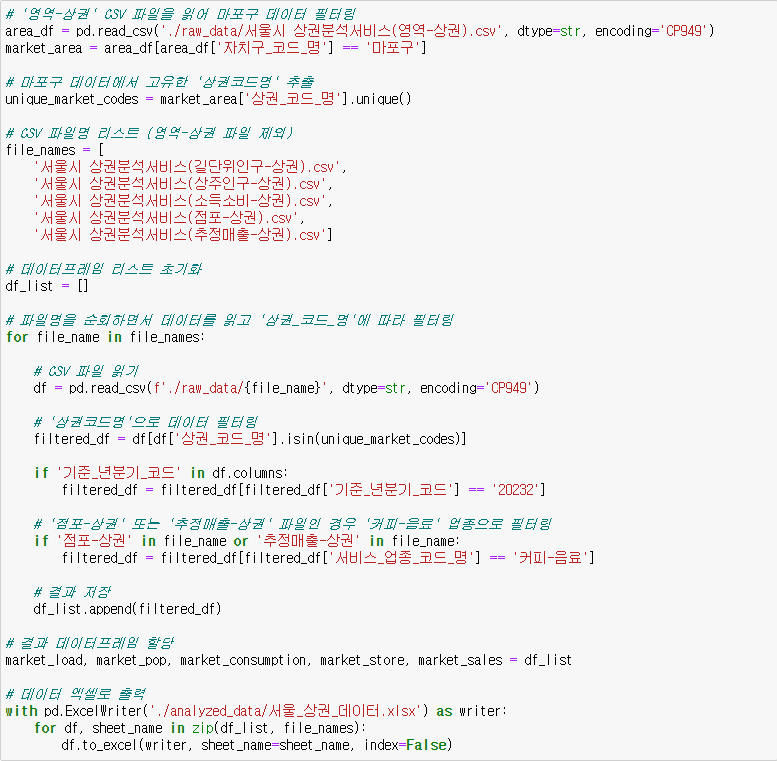 # '영역-상권' CSV 파일을 읽어 마포구 데이터 필터링
area_df = pd.read_csv('./raw_data/서울시 상권분석서비스(영역-상권).csv', dtype=str, encoding='CP949')
market_area = area_df[area_df['자치구_코드_명'] == '마포구']

# 마포구 데이터에서 고유한 '상권코드명' 추출
unique_market_codes = market_area['상권_코드_명'].unique()

# CSV 파일명 리스트 (영역-상권 파일 제외)
file_names = [
    '서울시 상권분석서비스(길단위인구-상권).csv',
    '서울시 상권분석서비스(상주인구-상권).csv',
    '서울시 상권분석서비스(소득소비-상권).csv',
    '서울시 상권분석서비스(점포-상권).csv',
    '서울시 상권분석서비스(추정매출-상권).csv']

# 데이터프레임 리스트 초기화
df_list = []

# 파일명을 순회하면서 데이터를 읽고 '상권_코드_명'에 따라 필터링
for file_name in file_names:

    # CSV 파일 읽기
    df = pd.read_csv(f'./raw_data/{file_name}', dtype=str, encoding='CP949')

    # '상권코드명'으로 데이터 필터링
    filtered_df = df[df['상권_코드_명'].isin(unique_market_codes)]

    if '기준_년분기_코드' in df.columns:
        filtered_df = filtered_df[filtered_df['기준_년분기_코드'] == '20232']

    # '점포-상권' 또는 '추정매출-상권' 파일인 경우 '커피-음료' 업종으로 필터링
    if '점포-상권' in file_name or '추정매출-상권' in file_name:
        filtered_df = filtered_df[filtered_df['서비스_업종_코드_명'] == '커피-음료']

    # 결과 저장
    df_list.append(filtered_df)

# 결과 데이터프레임 할당
market_load, market_pop, market_consumption, market_store, market_sales = df_list

# 데이터 엑셀로 출력
with pd.ExcelWriter('./analyzed_data/서울_상권_데이터.xlsx') as writer:
    for df, sheet_name in zip(df_list, file_names):
        df.to_excel(writer, sheet_name=sheet_name, index=False)